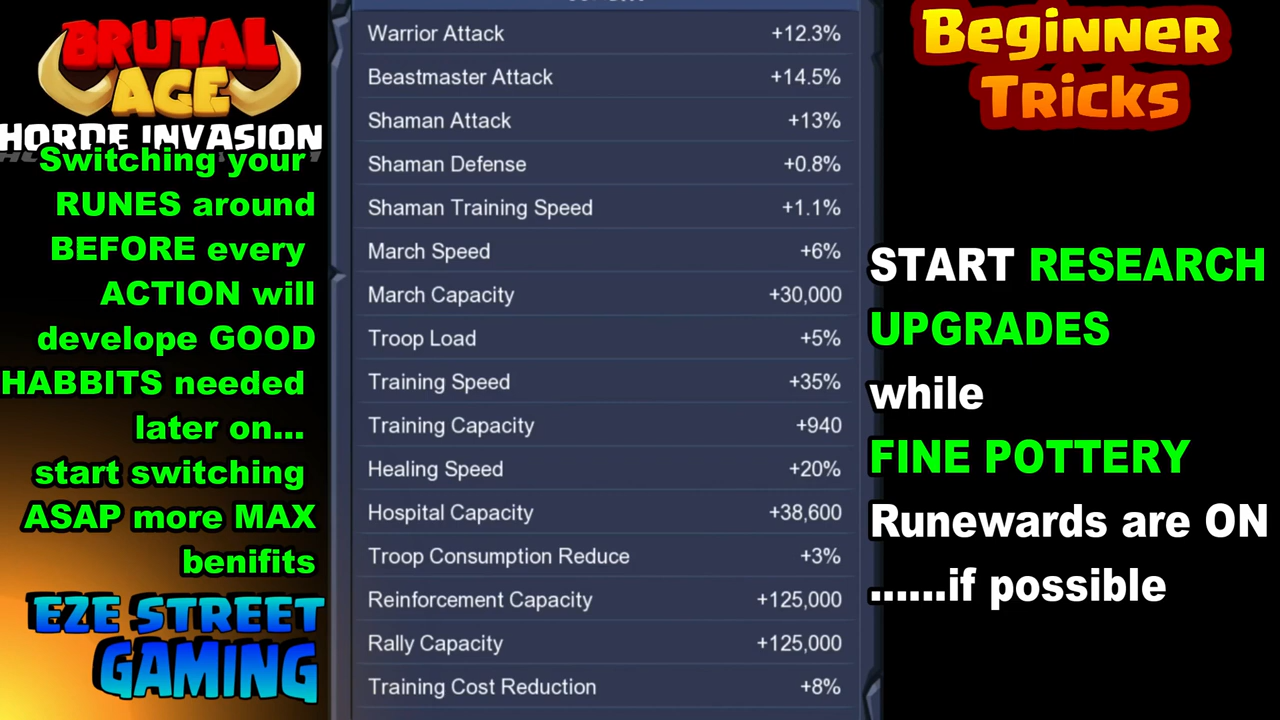 BRUTAL
AGE
HORDE INVASION
Switching your
RUNES around
BEFORE every
ACTION will
develope GOOD
HABBITS needed
later on...
start switching
ASAP more MAX
benifits
EZE STREET
GAMING
Warrior Attack +12.3%
Beastmaster Attack +14.5%
Shaman Attack +13%
Shaman Defense +0.8%
Shaman Training Speed +1.1%
March Speed +6%
March Capacity +30,000
Troop Load +5%
Training Speed +35%
Training Capacity +940
Healing Speed +20%
Hospital Capacity +38,600
Troop Consumption Reduce +3%
Reinforcement Capacity +125,000
Rally Capacity +125,000
Training Cost Reduction +8%
Beginner
Tricks
START RESEARCH
UPGRADES
while
FINE POTTERY
Runewards are ON
......if possible